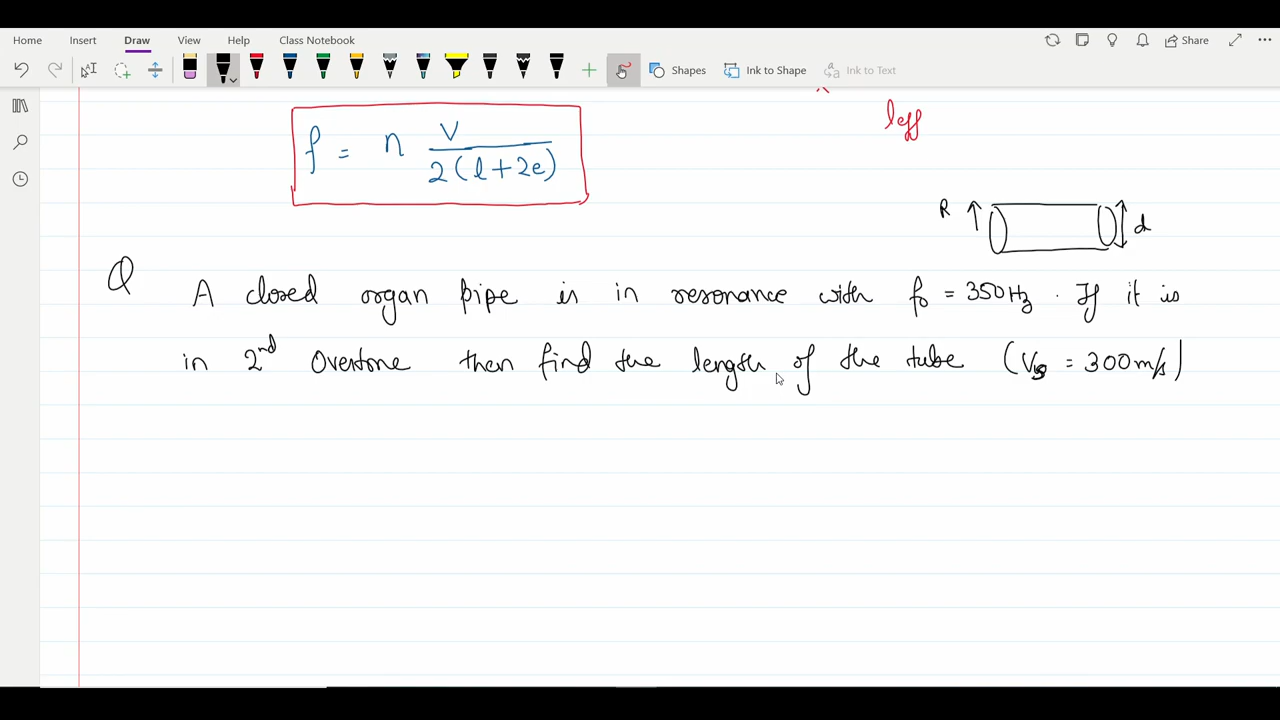 Home Insert Draw View Help Class Notebook Share
Shapes Ink to Shape Ink to Text
leff
f = n V / 2(l+2e)
R d
Q A closed organ pipe is in resonance with f₀ = 350Hz. If it is
in 2nd Overtone then find the length of the tube (Vs = 300m/s)